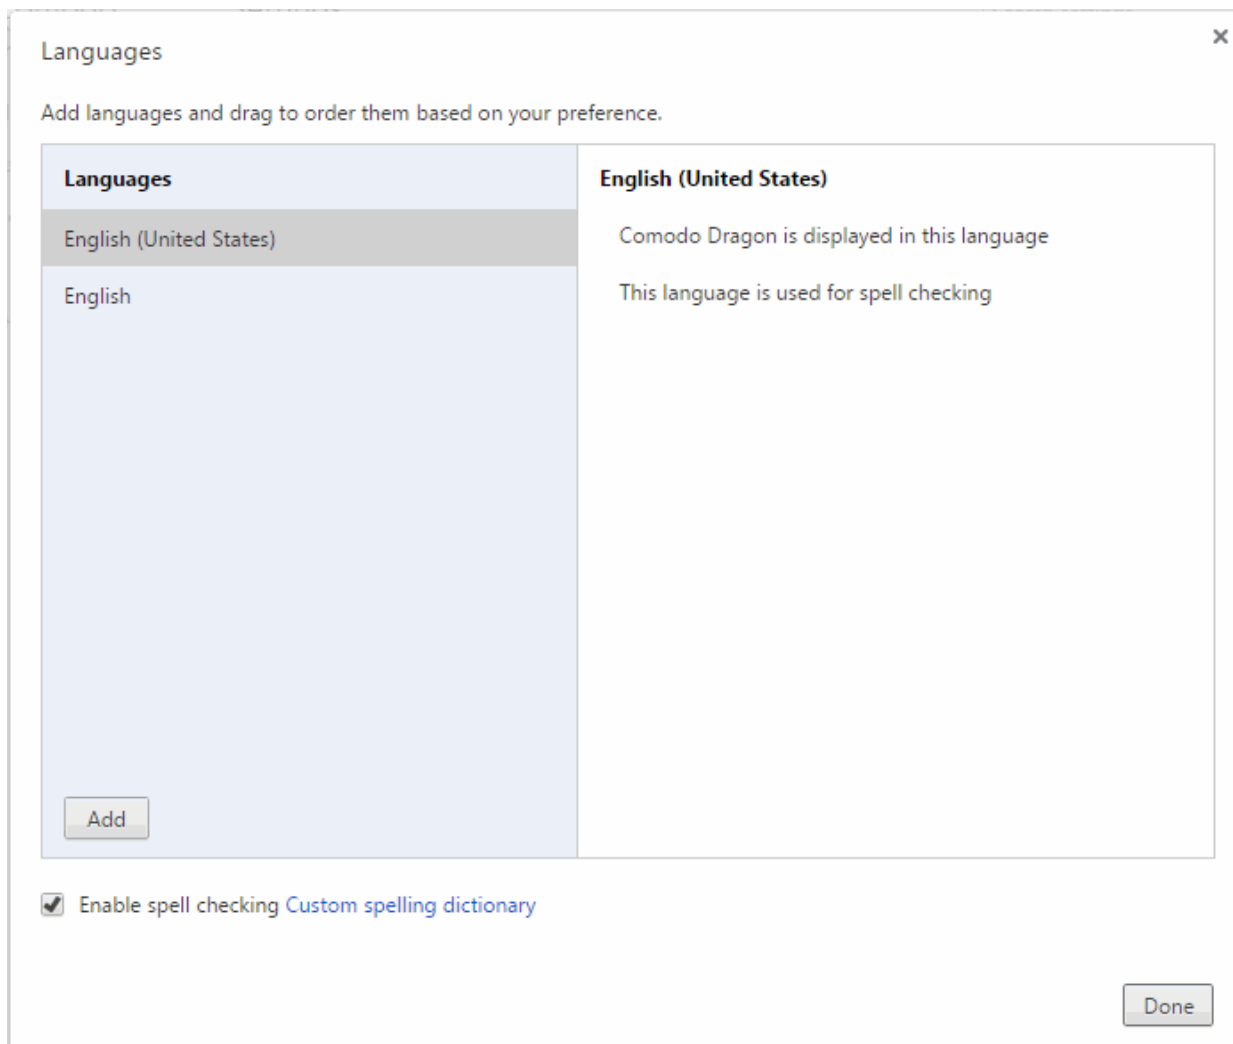 Languages
Add languages and drag to order them based on your preference.
Languages
English (United States)
English
Add
English (United States)
Comodo Dragon is displayed in this language
This language is used for spell checking
Enable spell checking Custom spelling dictionary
Done